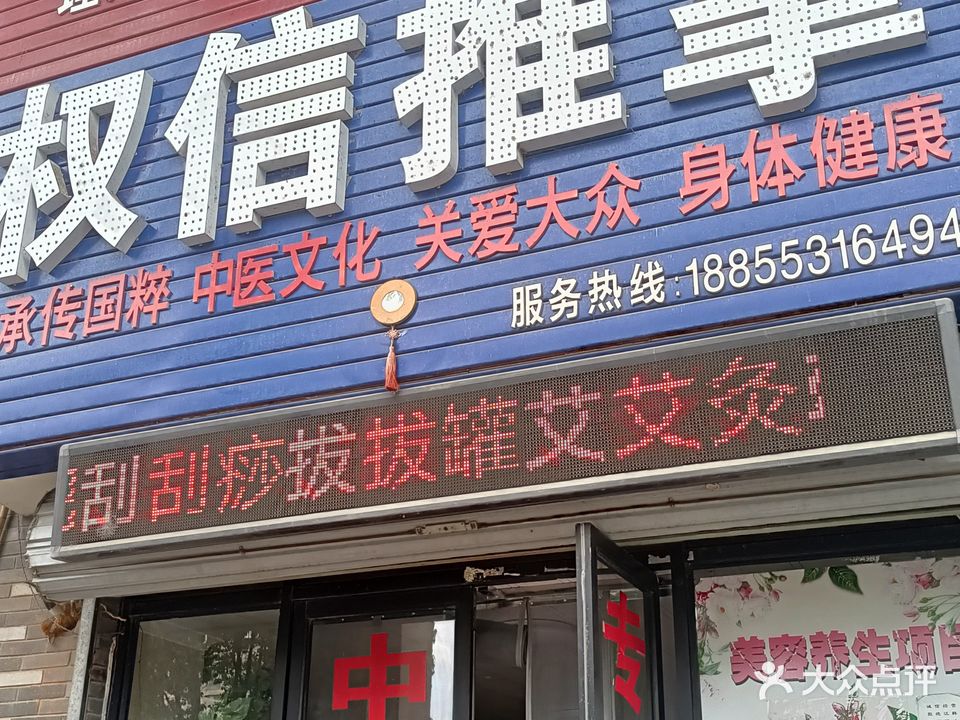 权信推拿
承传国粹 中医文化 关爱大众 身体健康
服务热线:18855316494
刮刮痧拔拔罐艾艾灸
中
专
美容养生项目
大众点评